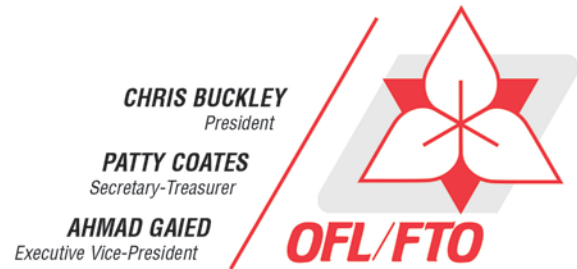 CHRIS BUCKLEY
President
PATTY COATES
Secretary-Treasurer
AHMAD GAIED
Executive Vice-President
OFL/FTO